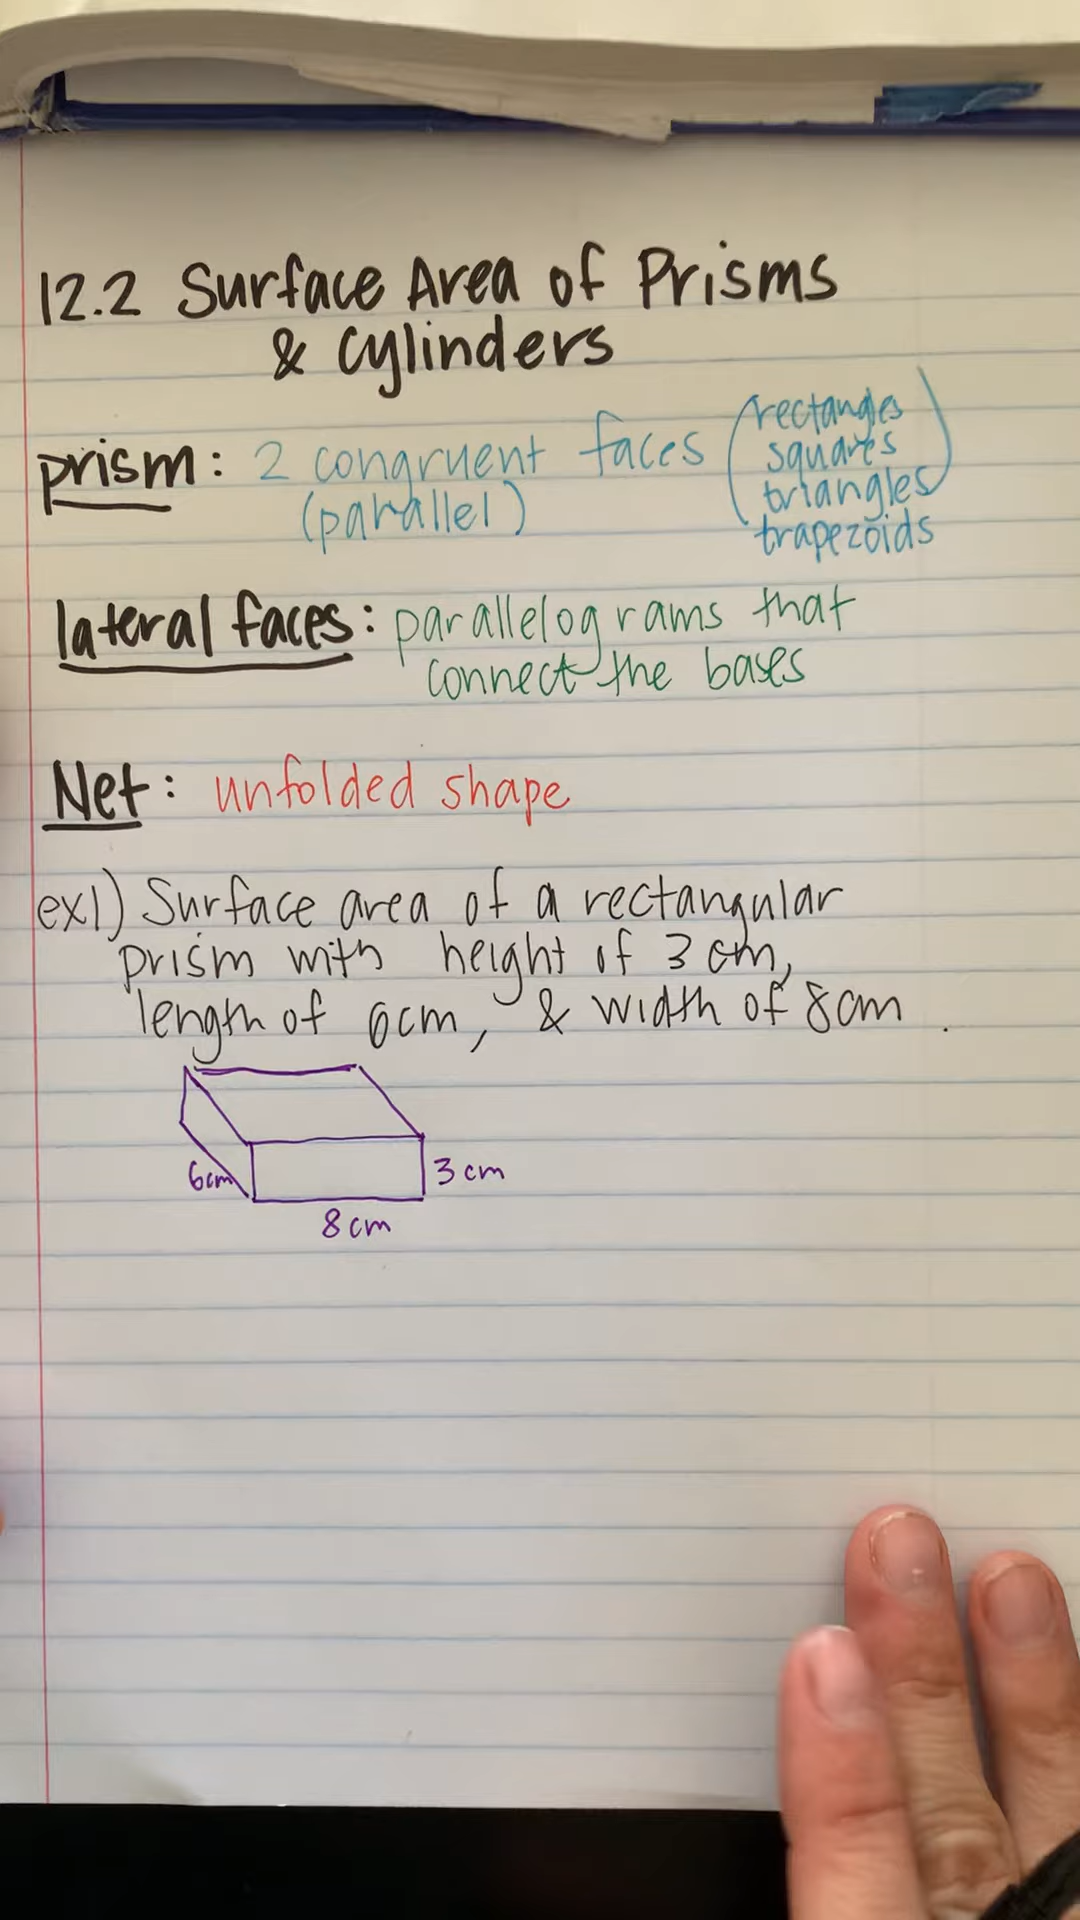 12.2 Surface Area of Prisms
& Cylinders
prism: 2 congruent faces (rectangles
squares
(parallel)
triangles)
trapezoids
lateral faces: parallelograms that
connect the bases
Net: unfolded shape
ex1) Surface area of a rectangular
prism with height of 3 cm,
length of 6cm, & width of 8cm.
6cm
3 cm
8 cm